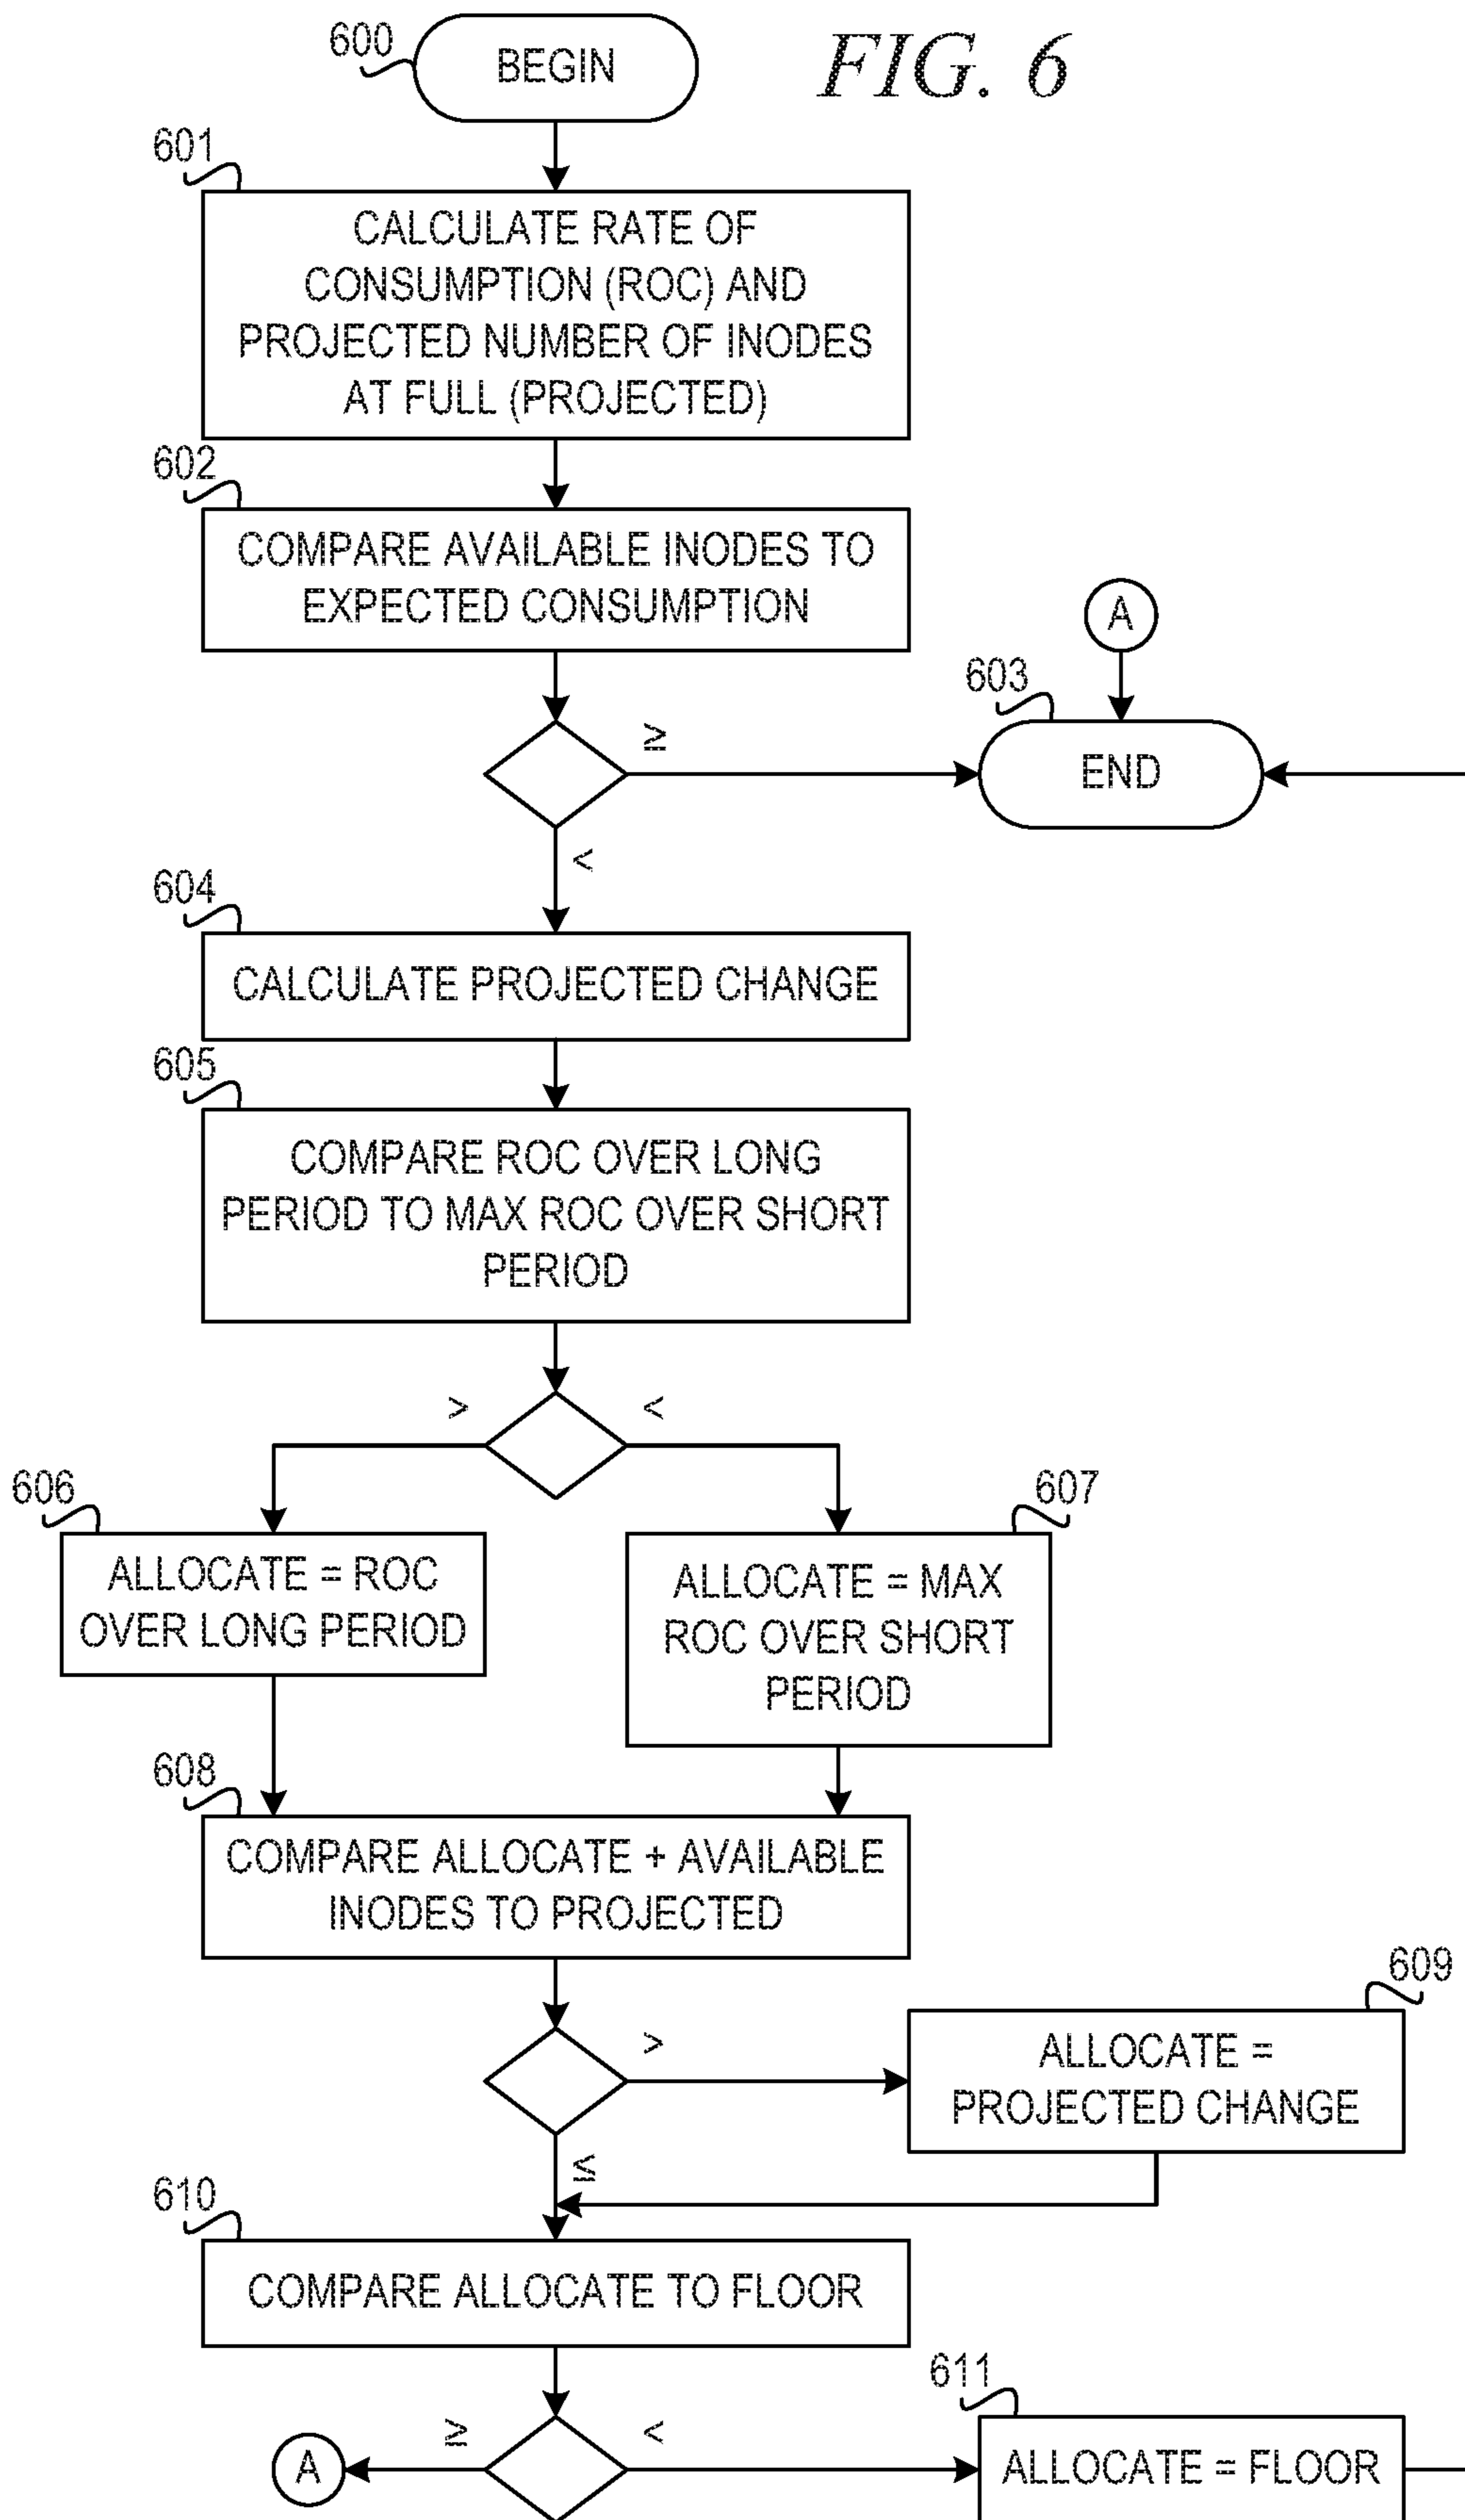 600
BEGIN
FIG. 6
601
CALCULATE RATE OF
CONSUMPTION (ROC) AND
PROJECTED NUMBER OF INODES
AT FULL (PROJECTED)
602
COMPARE AVAILABLE INODES TO
EXPECTED CONSUMPTION
A
603
≥
END
<
604
CALCULATE PROJECTED CHANGE
605
COMPARE ROC OVER LONG
PERIOD TO MAX ROC OVER SHORT
PERIOD
>
<
606
607
ALLOCATE = ROC
OVER LONG PERIOD
ALLOCATE = MAX
ROC OVER SHORT
PERIOD
608
COMPARE ALLOCATE + AVAILABLE
INODES TO PROJECTED
609
>
ALLOCATE =
PROJECTED CHANGE
≤
610
COMPARE ALLOCATE TO FLOOR
611
≥
<
A
ALLOCATE = FLOOR